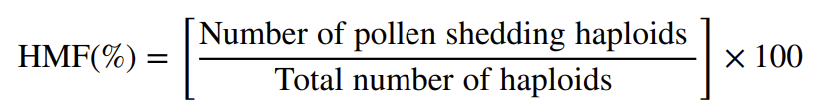 HMF(%) = [Number of pollen shedding haploids / Total number of haploids] × 100